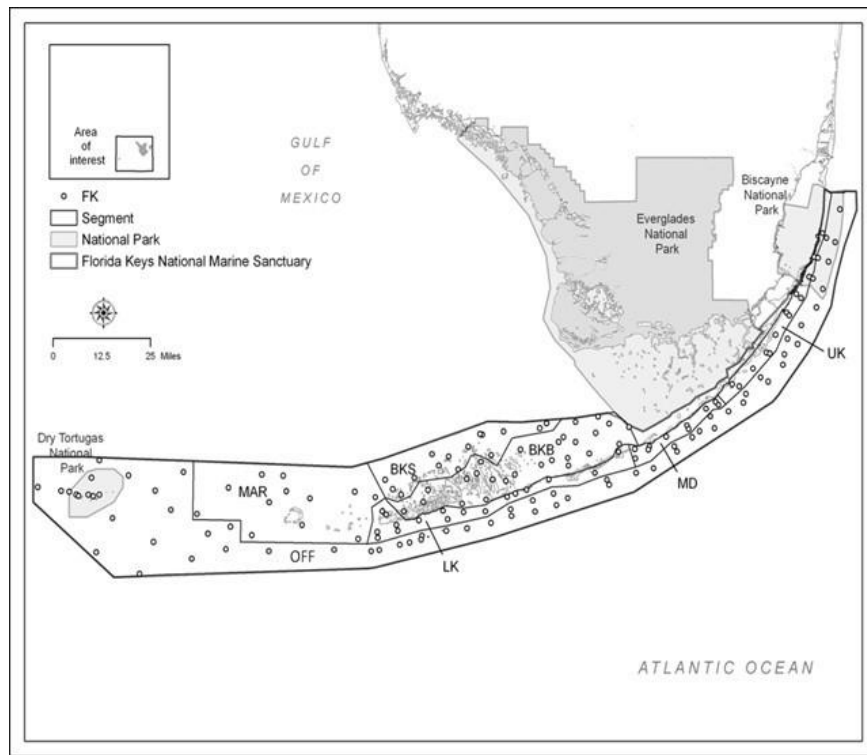 Area
of
interest
GULF
OF
MEXICO
FK
Segment
National Park
Florida Keys National Marine Sanctuary
0 12.5 25 Miles
Biscayne
National
Park
Everglades
National
Park
UK
Dry Tortugas
National
Park
BKS
BKB
MAR
MD
OFF
LK
ATLANTIC OCEAN